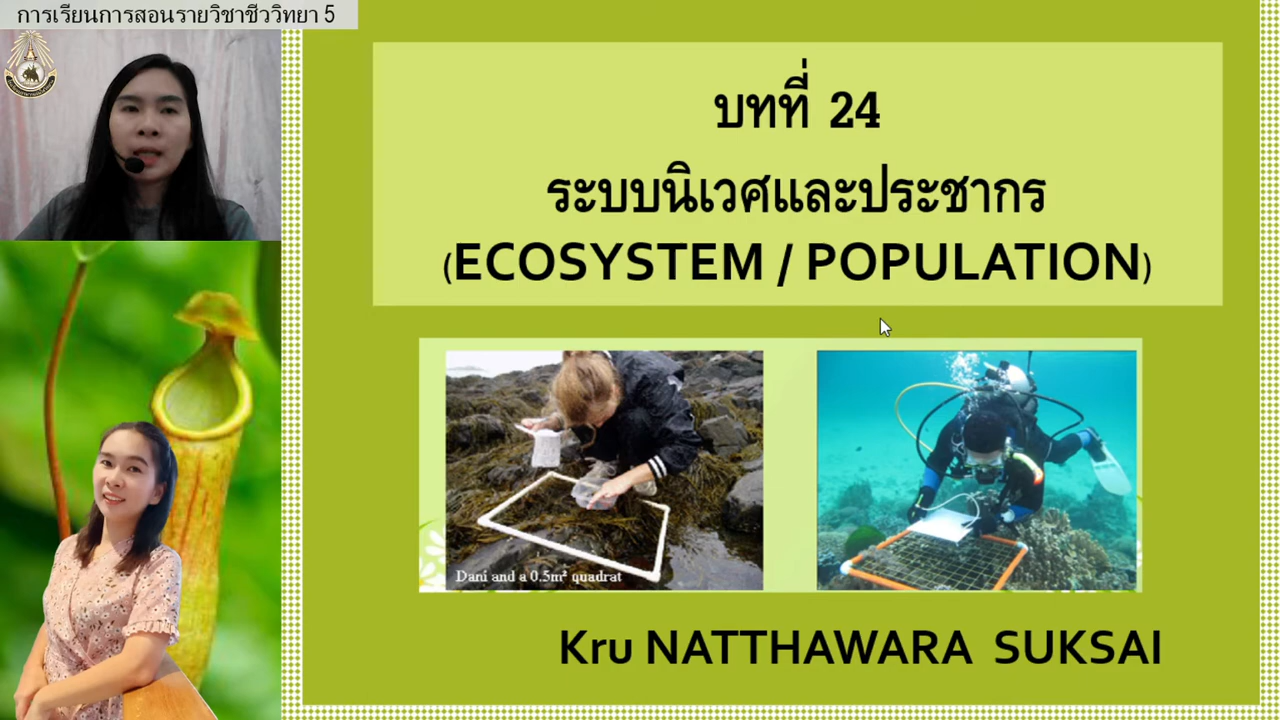 การเรียนการสอนรายวิชาชีววิทยา 5
บทที่ 24
ระบบนิเวศและประชากร
(ECOSYSTEM / POPULATION)
Dani and a 0.5m² quadrat
Kru NATTHAWARA SUKSAI